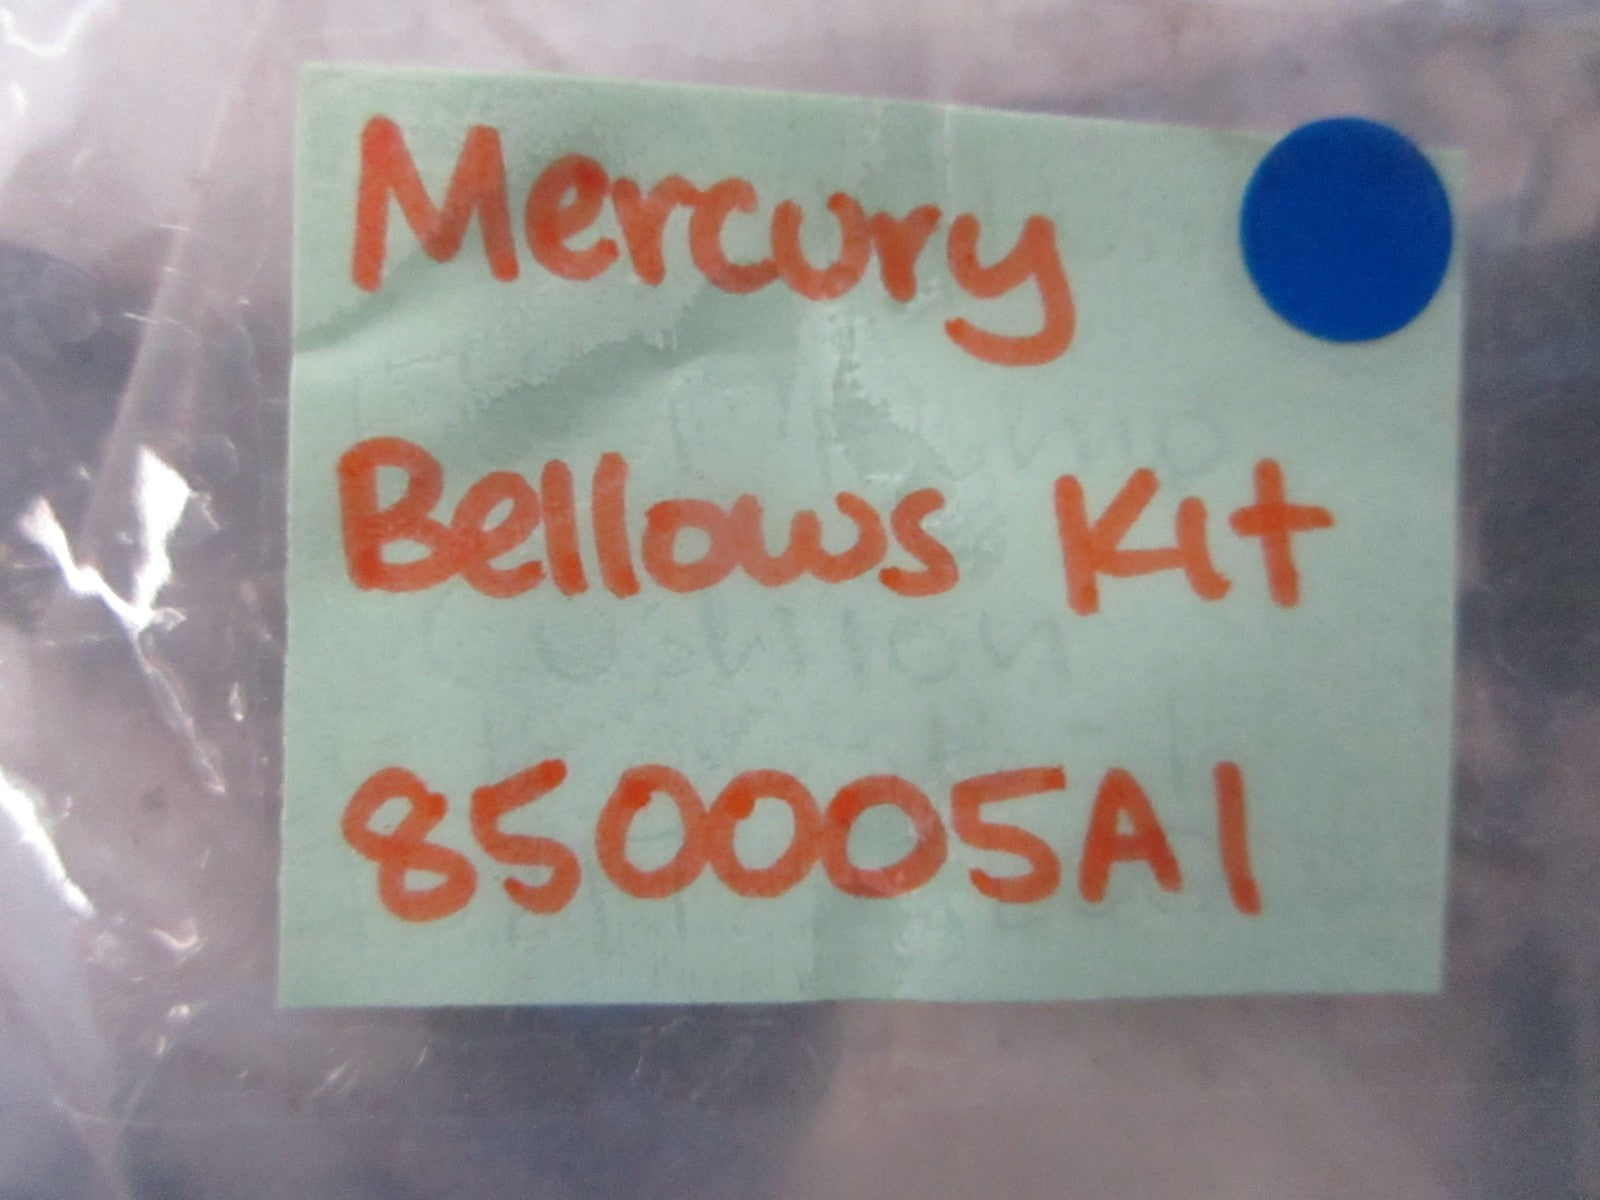 Mercury
Bellows Kit
850005A1